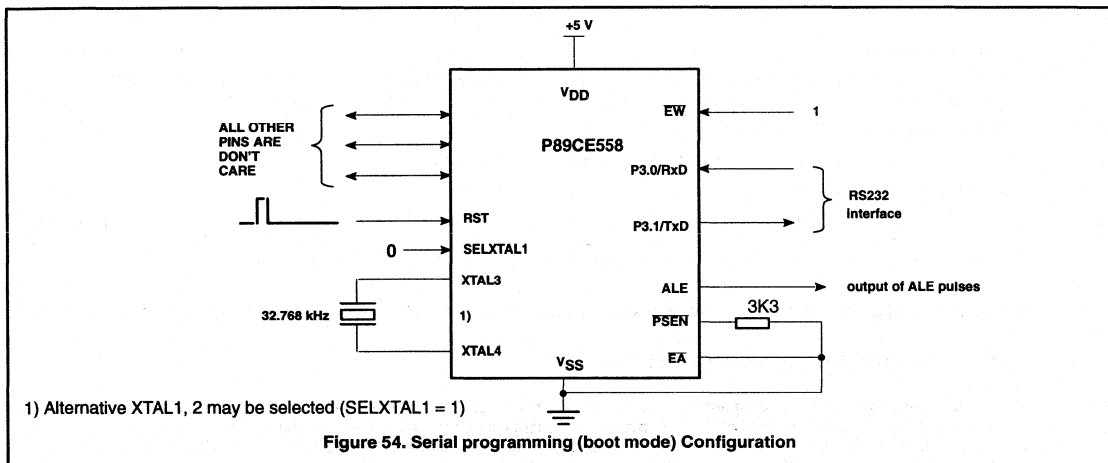 +5 V
VDD
P89CE558
ALL OTHER
PINS ARE
DON'T
CARE
RST
0
SELXTAL1
XTAL3
32.768 kHz
1)
XTAL4
VSS
EW
1
P3.0/RxD
RS232
interface
P3.1/TxD
ALE
output of ALE pulses
PSEN
3K3
EA
1) Alternative XTAL1, 2 may be selected (SELXTAL1 = 1)
Figure 54. Serial programming (boot mode) Configuration